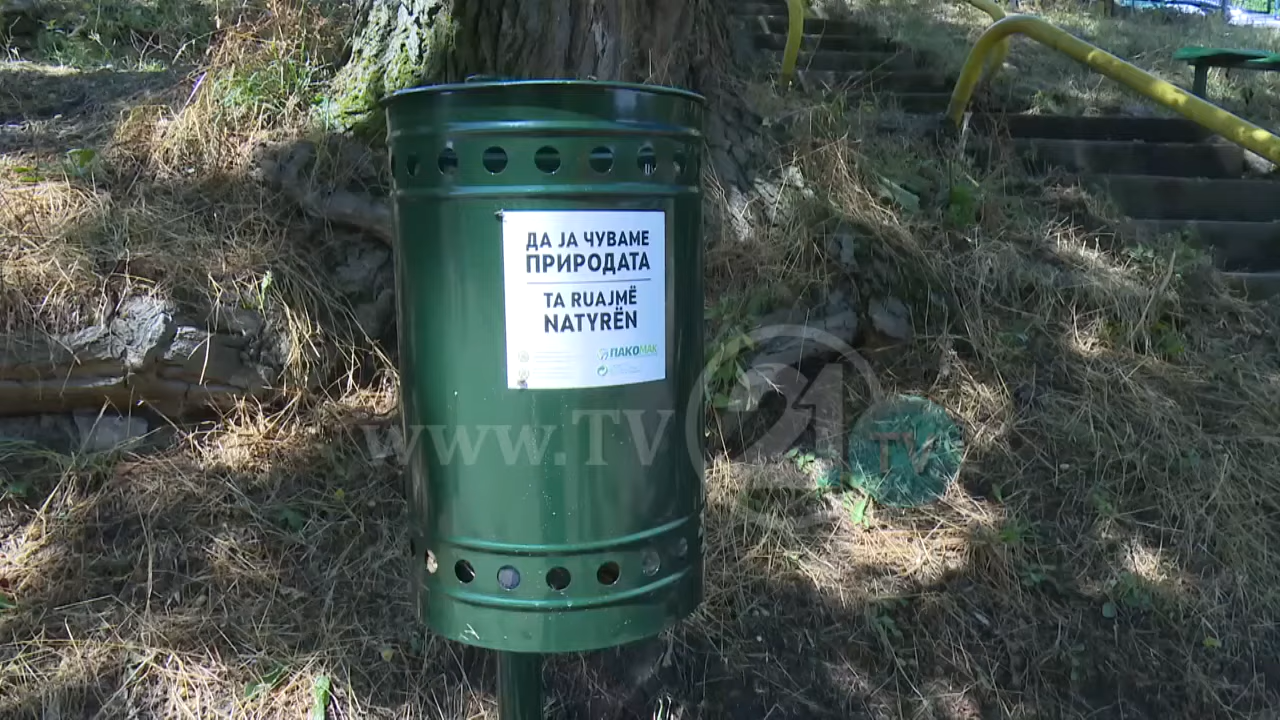 ДА ЈА ЧУВАМЕ
ПРИРОДАТА
TA RUAJMË
NATYRËN
ПАКОМАК
www.TV21.TV